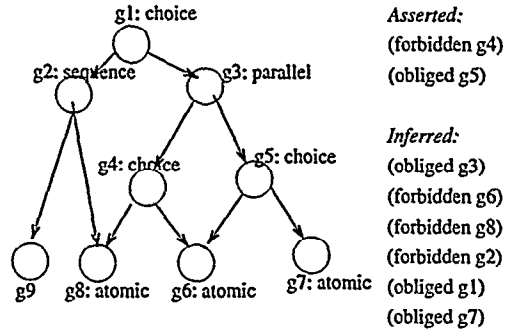 g1: choice
g2: sequence
g3: parallel
g4: choice
g5: choice
g9
g8: atomic
g6: atomic
g7: atomic
Asserted:
(forbidden g4)
(obliged g5)
Inferred:
(obliged g3)
(forbidden g6)
(forbidden g8)
(forbidden g2)
(obliged g1)
(obliged g7)